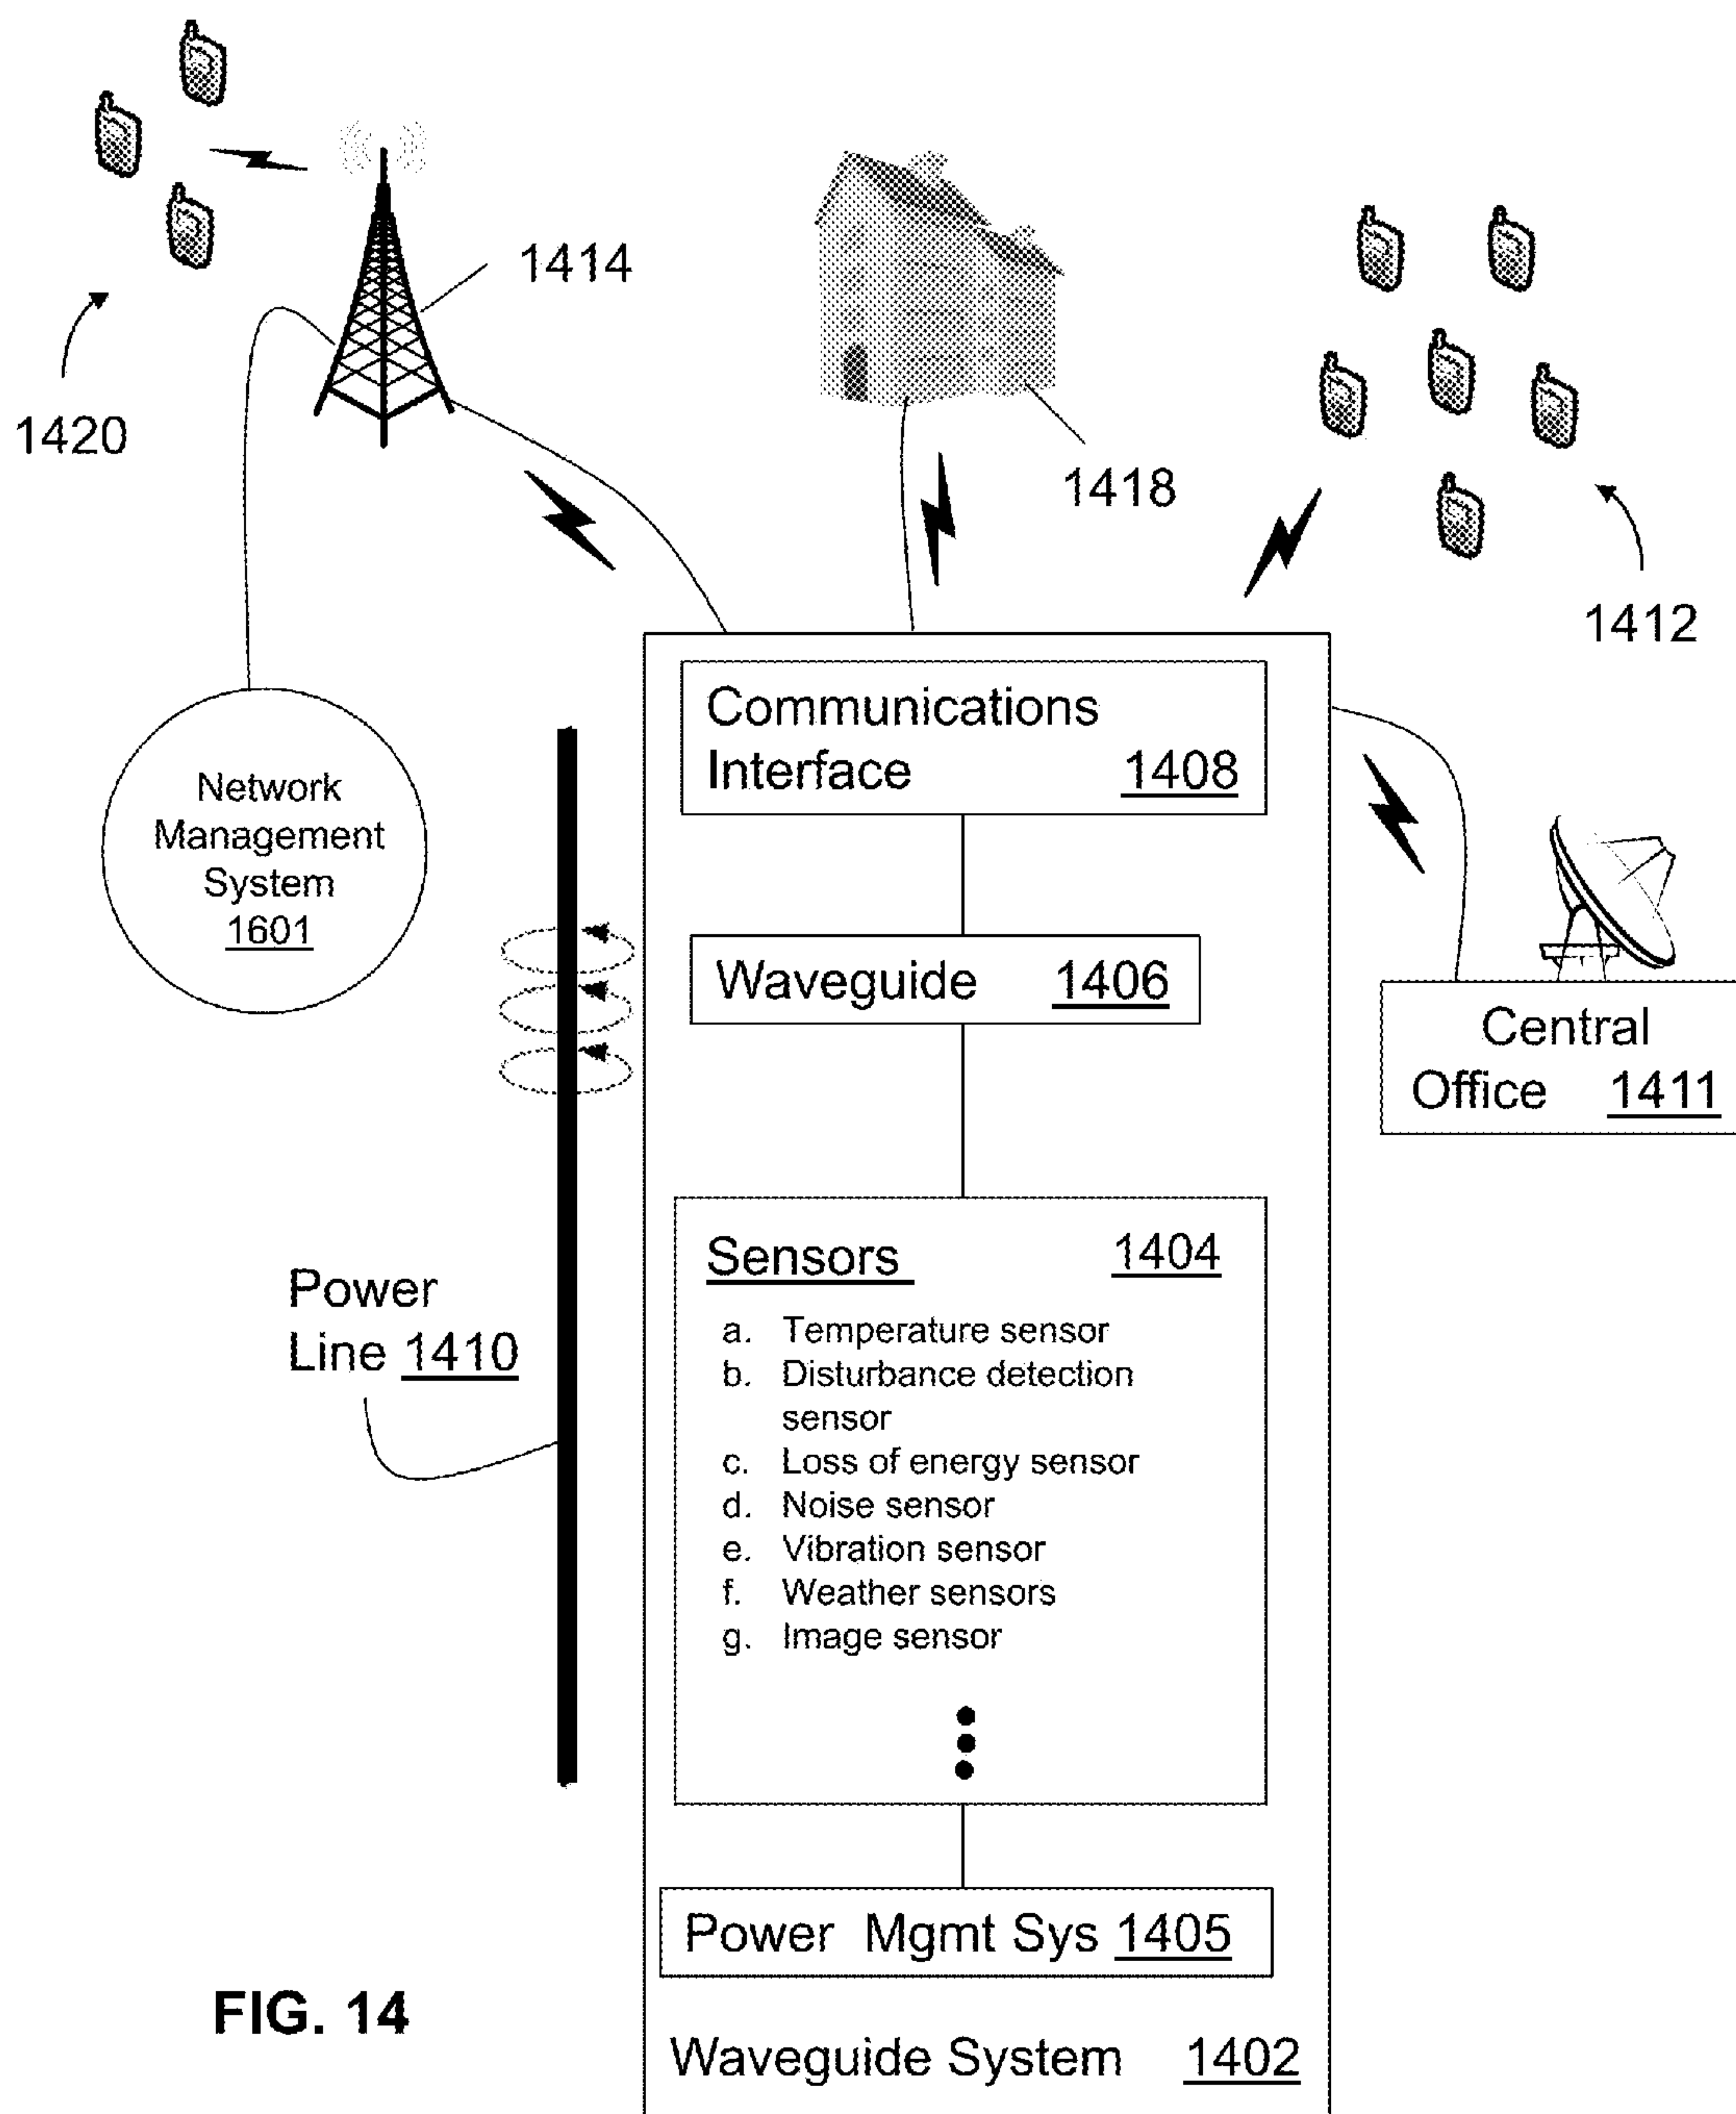 1414
1420
1418
1412
Communications
Interface 1408
Network
Management
System
1601
Waveguide 1406
Central
Office 1411
Sensors 1404
Power
Line 1410
a. Temperature sensor
b. Disturbance detection
sensor
c. Loss of energy sensor
d. Noise sensor
e. Vibration sensor
f. Weather sensors
g. Image sensor
Power Mgmt Sys 1405
FIG. 14
Waveguide System 1402